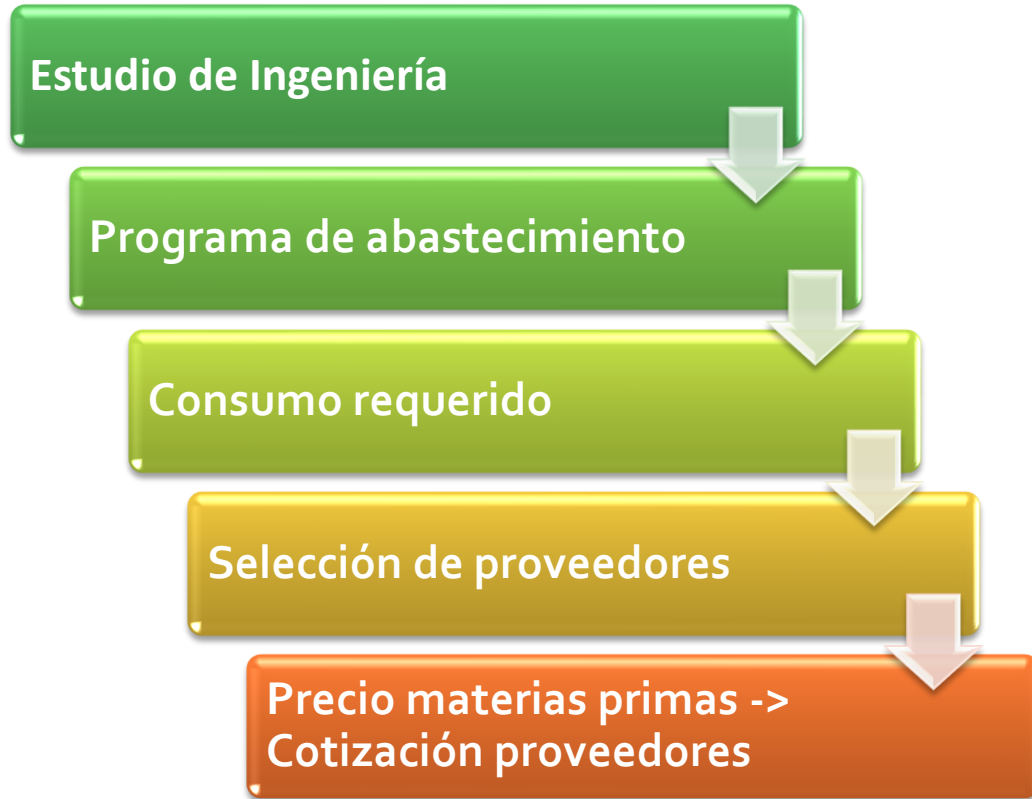 Estudio de Ingeniería
Programa de abastecimiento
Consumo requerido
Selección de proveedores
Precio materias primas ->
Cotización proveedores